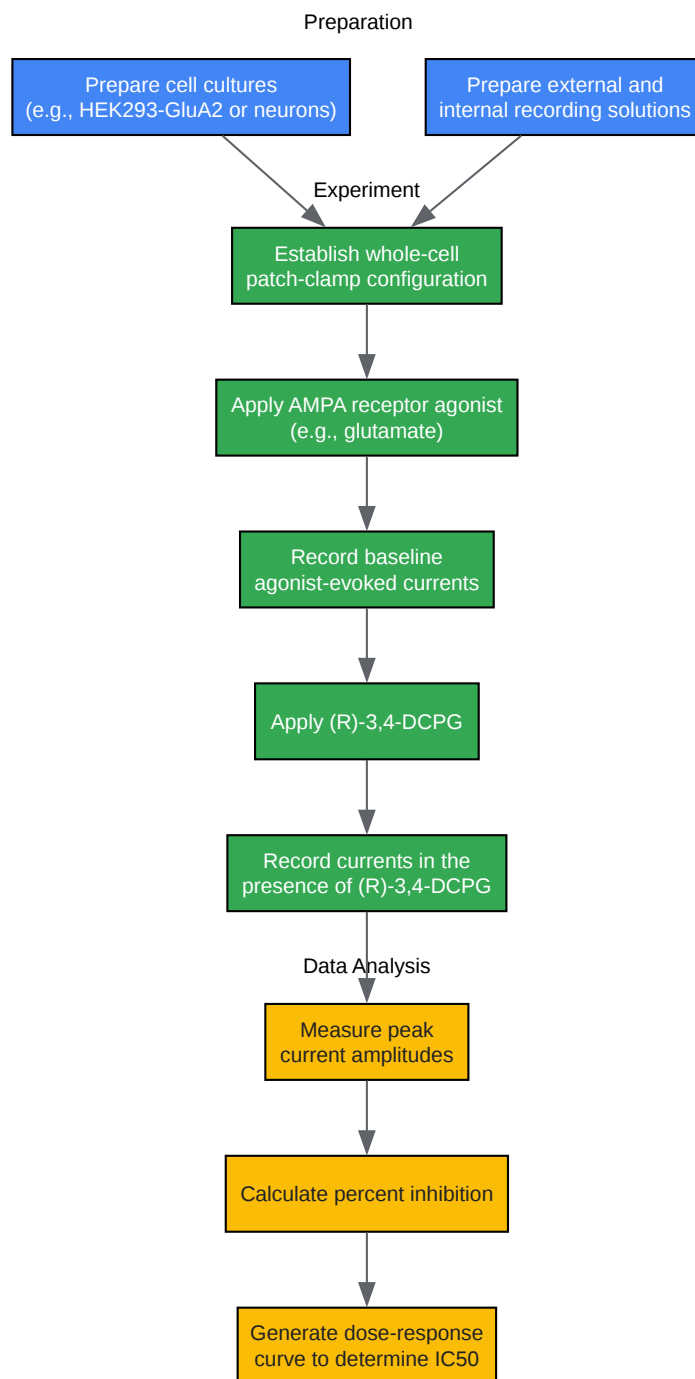 Preparation
Prepare cell cultures
(e.g., HEK293-GluA2 or neurons)
Prepare external and
internal recording solutions
Experiment
Establish whole-cell
patch-clamp configuration
Apply AMPA receptor agonist
(e.g., glutamate)
Record baseline
agonist-evoked currents
Apply (R)-3,4-DCPG
Record currents in the
presence of (R)-3,4-DCPG
Data Analysis
Measure peak
current amplitudes
Calculate percent inhibition
Generate dose-response
curve to determine IC50